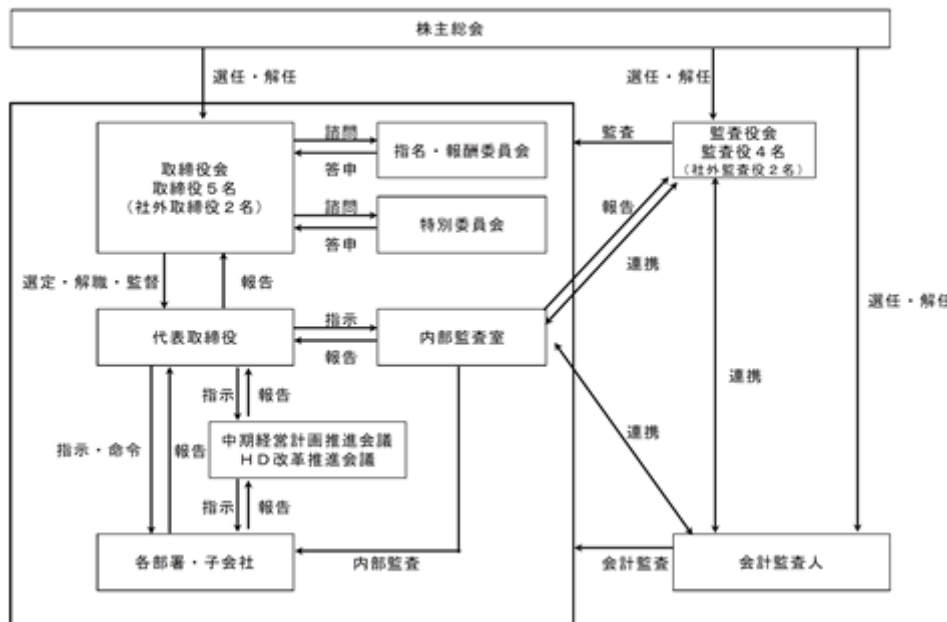 株主総会
選任・解任
選任・解任
諮問
監査
監査役会
監査役４名
(社外監査役２名)
取締役会
取締役５名
(社外取締役２名)
指名・報酬委員会
答申
諮問
特別委員会
答申
報告
連携
選定・解職・監督
報告
選任・解任
代表取締役
指示
内部監査室
報告
連携
指示
報告
指示・命令
報告
中期経営計画推進会議
ＨＤ改革推進会議
連携
指示
報告
各部署・子会社
内部監査
会計監査
会計監査人